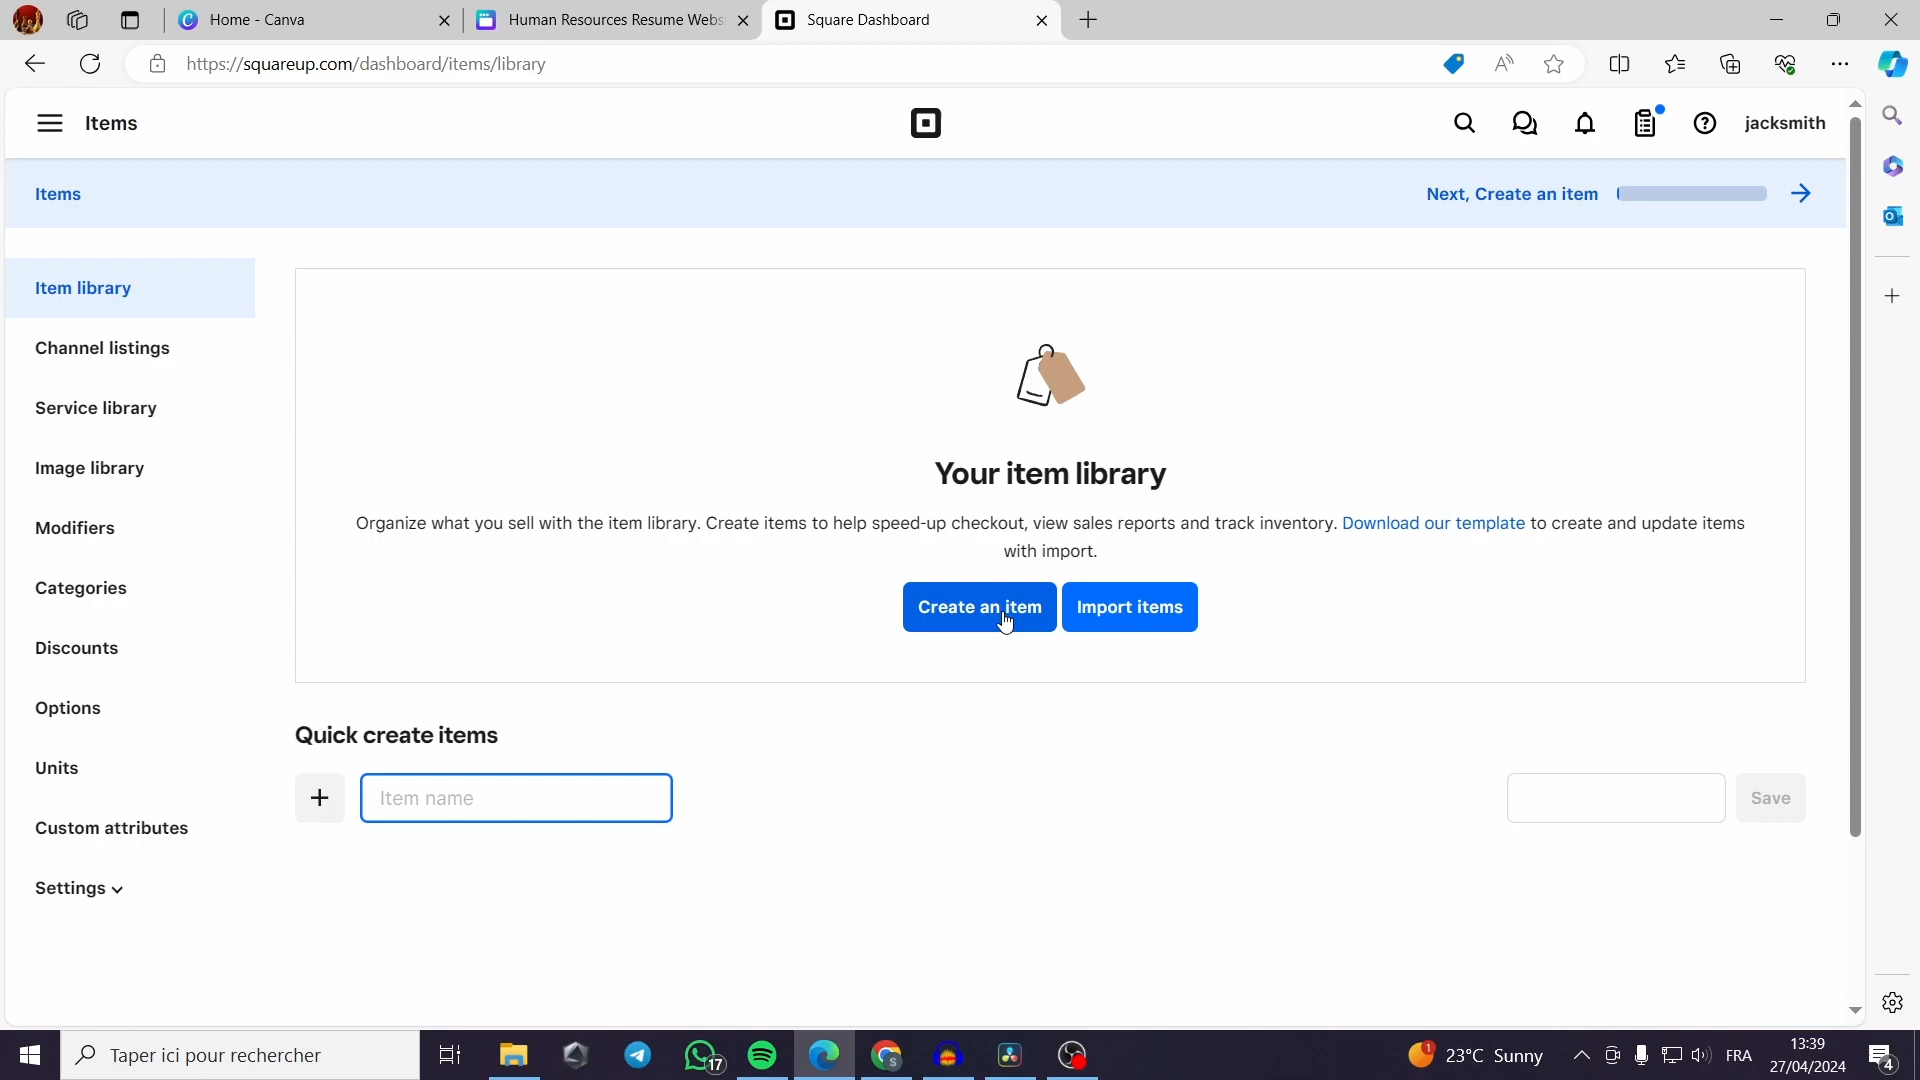 Home - Canva
Human Resources Resume Webs
Square Dashboard
https://squareup.com/dashboard/items/library
Items
jacksmith
Items
Next, Create an item
Item library
Channel listings
Service library
Image library
Modifiers
Categories
Discounts
Options
Units
Custom attributes
Settings
Your item library
Organize what you sell with the item library. Create items to help speed-up checkout, view sales reports and track inventory. Download our template to create and update items
with import.
Create an item
Import items
Quick create items
Item name
Save
Taper ici pour rechercher
17
1
23°C Sunny
FRA
13:39
27/04/2024
4